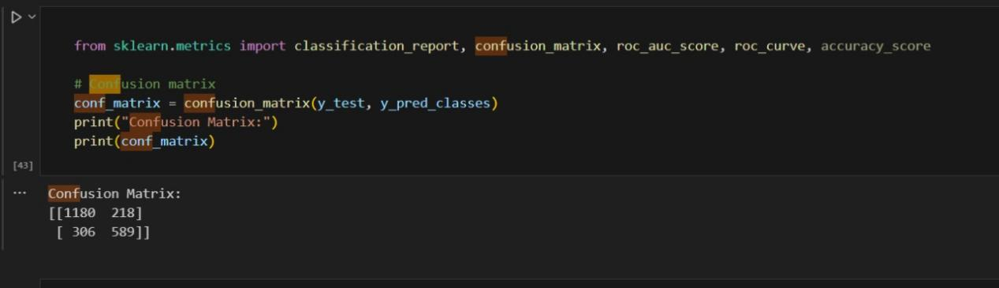 from sklearn.metrics import classification_report, confusion_matrix, roc_auc_score, roc_curve, accuracy_score
# Confusion matrix
conf_matrix = confusion_matrix(y_test, y_pred_classes)
print("Confusion Matrix:")
print(conf_matrix)
[43]
... Confusion Matrix:
[[1180 218]
[ 306 589]]